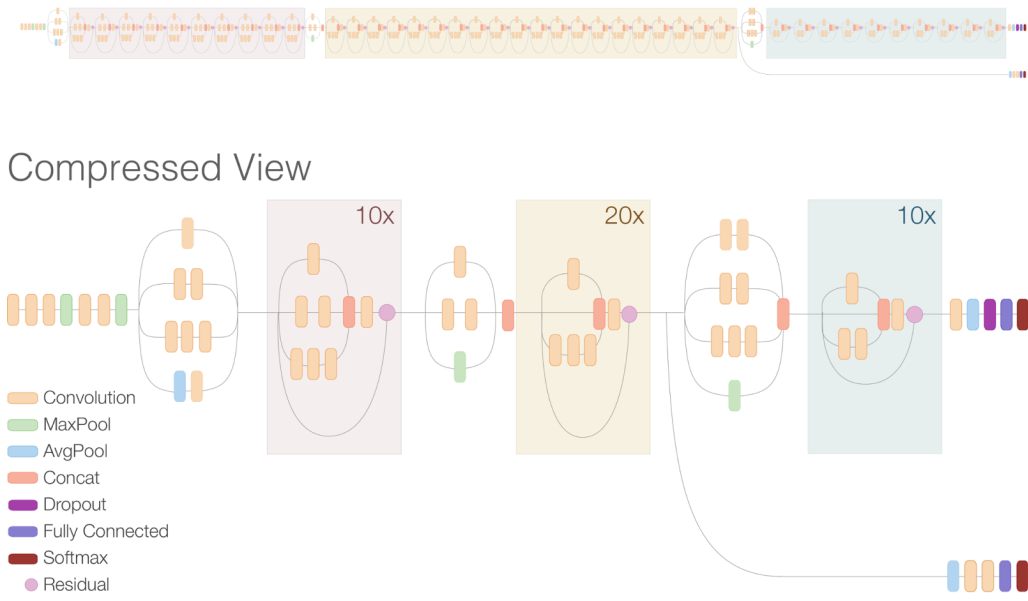 Compressed View
10x
20x
10x
Convolution
MaxPool
AvgPool
Concat
Dropout
Fully Connected
Softmax
Residual